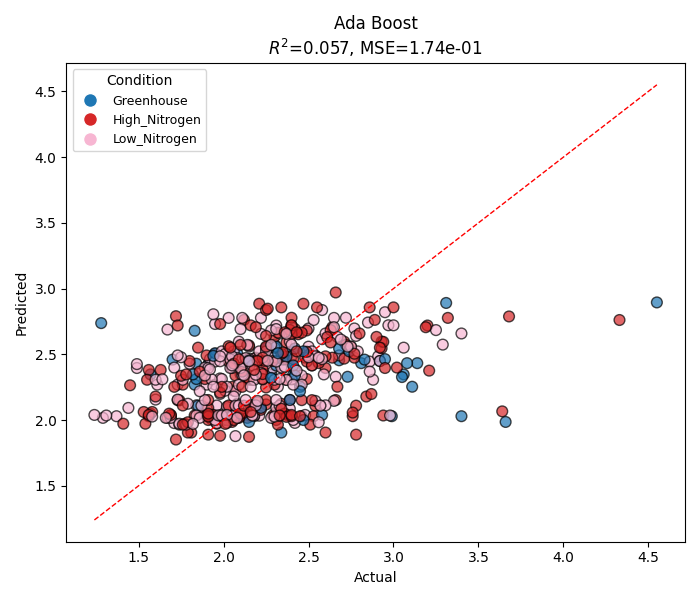 Ada Boost
R²=0.057, MSE=1.74e-01
Condition
Greenhouse
High_Nitrogen
Low_Nitrogen
4.5
4.0
3.5
3.0
2.5
2.0
1.5
Predicted
1.5 2.0 2.5 3.0 3.5 4.0 4.5
Actual